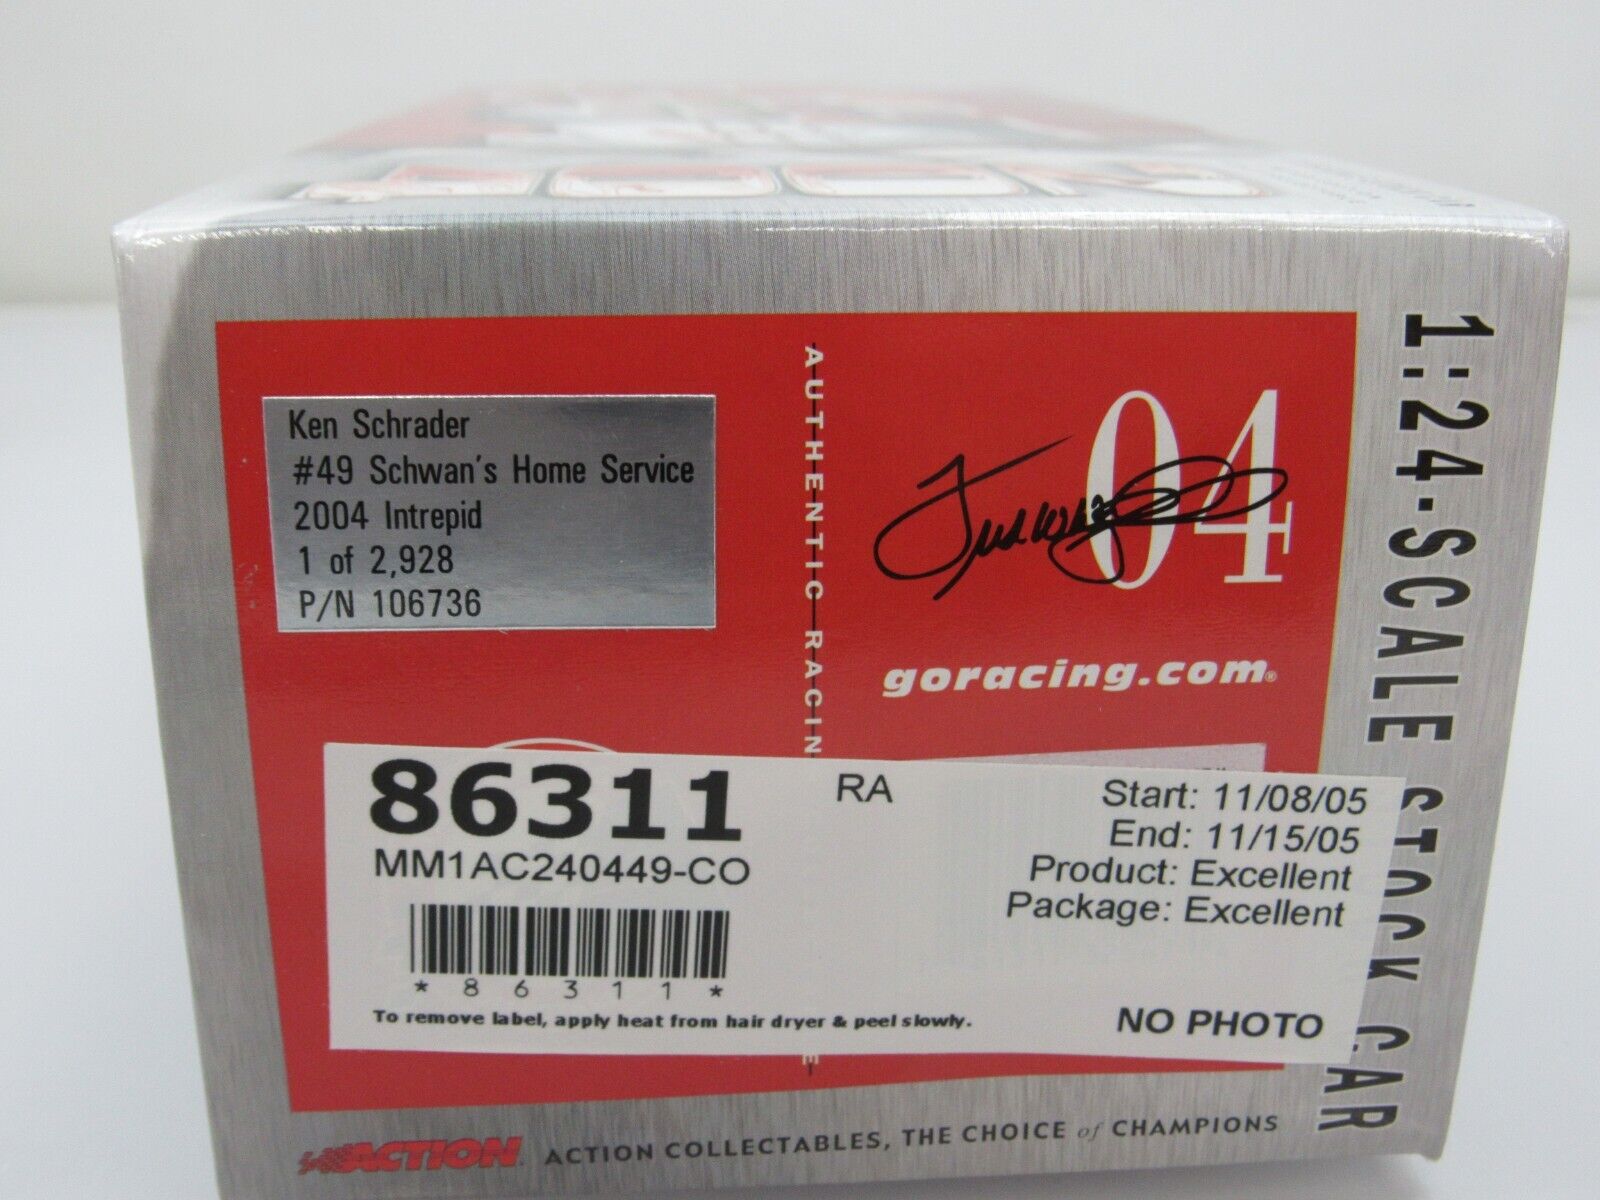 2004
Ken Schrader
#49 Schwan's Home Service
2004 Intrepid
1 of 2,928
P/N 106736
AUTHENTIC RACIN
04
goracing.com®
1:24-SCALE STOCK CAR
86311
MM1AC240449-CO
*86311*
To remove label, apply heat from hair dryer & peel slowly.
RA
Start: 11/08/05
End: 11/15/05
Product: Excellent
Package: Excellent
NO PHOTO
E
ACTION
ACTION COLLECTABLES, THE CHOICE of CHAMPIONS